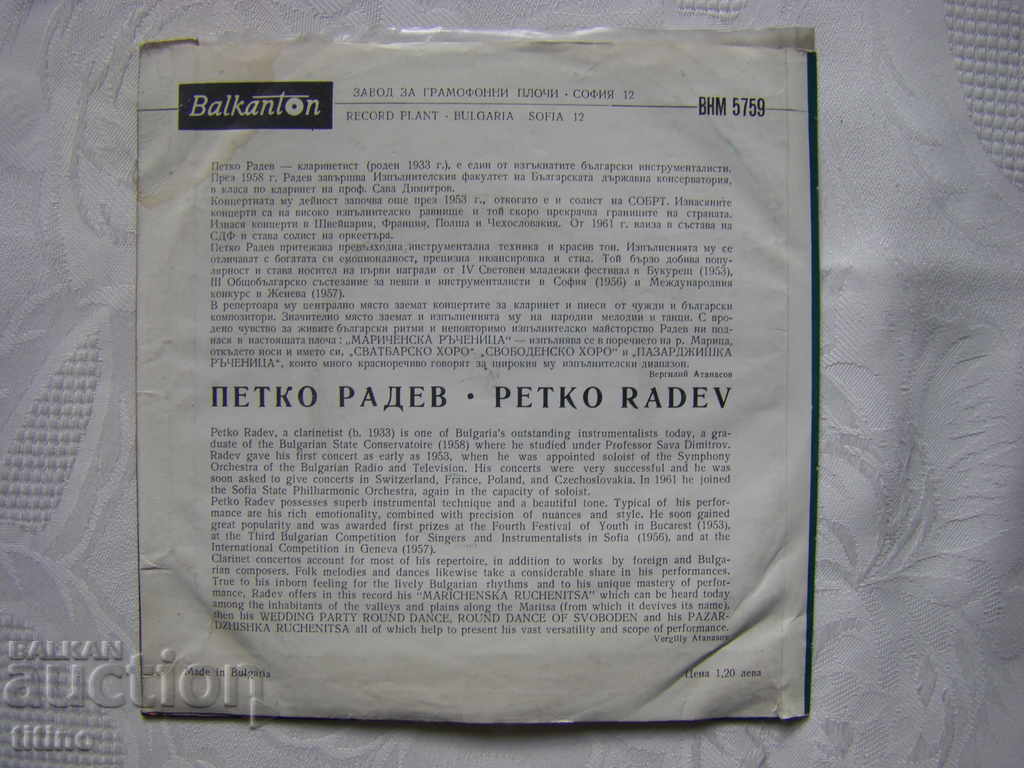 Balkanton
ЗАВОД ЗА ГРАМОФОННИ ПЛОЧИ · СОФИЯ 12
RECORD PLANT · BULGARIA SOFIA 12
ВНМ 5759
Петко Радев — кларинетист (роден 1933 г.), е един от изгъкнатите български инструменталисти.
През 1958 г. Радев завършва Изпълнителския факултет на Българската държавна консерватория,
в класа по кларинет на проф. Сава Димитров.
Концертната му дейност започва още през 1953 г., откогато е и солист на СОБРТ. Изнасяните
концерти са на високо изпълнителско равнище и той скоро прекрачва границите на страната.
Изнася концерти в Швейцария, Франция, Полша и Чехословакия. От 1961 г. влиза в състава на
СДФ и става солист на оркестъра.
Петко Радев притежава превъзходна инструментална техника и красив тон. Изпълненията му се
отличават с богатата си емоционалност, прецизна нюансировка и стил. Той бързо добива попу-
лярност и става носител на първи награди от IV Световен младежки фестивал в Букурещ (1953),
III Общобългарско състезание за певци и инструменталисти в София (1956) и Международния
конкурс в Женева (1957).
В репертоара му централно място заемат концертите за кларинет и пиеси от чужди и български
композитори. Значително място заемат и изпълненията му на народни мелодии и танци. С вро-
дено чувство за живите български ритми и неповторимо изпълнителско майсторство Радев ни под-
нася в настоящата плоча: „МАРИЧЕНСКА РЪЧЕНИЦА“ — изпълнява се в поречието на р. Марица,
откъдето носи и името си, „СВАТБАРСКО ХОРО“, „СВОБОДЕНСКО ХОРО“ и „ПАЗАРДЖИШКА
РЪЧЕНИЦА“, които много красноречиво говорят за широкия му изпълнителски диапазон.
Вергилий Атанасов
ПЕТКО РАДЕВ · PETKO RADEV
Petko Radev, a clarinetist (b. 1933) is one of Bulgaria's outstanding instrumentalists today, a gra-
duate of the Bulgarian State Conservatoire (1958) where he studied under Professor Sava Dimitrov.
Radev gave his first concert as early as 1953, when he was appointed soloist of the Symphony
Orchestra of the Bulgarian Radio and Television. His concerts were very successful and he was
soon asked to give concerts in Switzerland, France, Poland, and Czechoslovakia. In 1961 he joined
the Sofia State Philharmonic Orchestra, again in the capacity of soloist.
Petko Radev possesses superb instrumental technique and a beautiful tone. Typical of his perfor-
mance are his rich emotionality, combined with precision of nuances and style. He soon gained
great popularity and was awarded first prizes at the Fourth Festival of Youth in Bucarest (1953),
at the Third Bulgarian Competition for Singers and Instrumentalists in Sofia (1956), and at the
International Competition in Geneva (1957).
Clarinet concertos account for most of his repertoire, in addition to works by foreign and Bulga-
rian composers. Folk melodies and dances likewise take a considerable share in his performances.
True to his inborn feeling for the lively Bulgarian rhythms and to his unique mastery of perfor-
mance, Radev offers in this record his "MARICHENSKA RUCHENITSA" which can be heard today
among the inhabitants of the valleys and plains along the Maritsa (from which it devives its name),
then his WEDDING PARTY ROUND DANCE, ROUND DANCE OF SVOBODEN and his PAZAR-
DZHISHKA RUCHENITSA all of which help to present his vast versatility and scope of performance.
Vergiliy Atanasov
Made in Bulgaria
Цена 1,20 лева
BALKAN
auction
titino